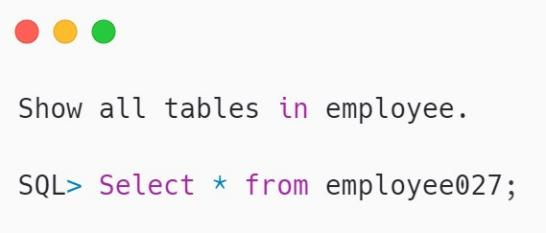 Show all tables in employee.
SQL> Select * from employee027;